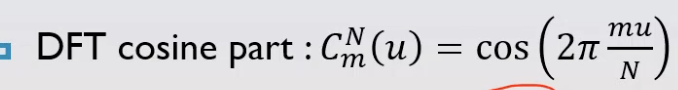 DFT cosine part : $C_m^N(u) = \cos\left(2\pi \frac{mu}{N}\right)$